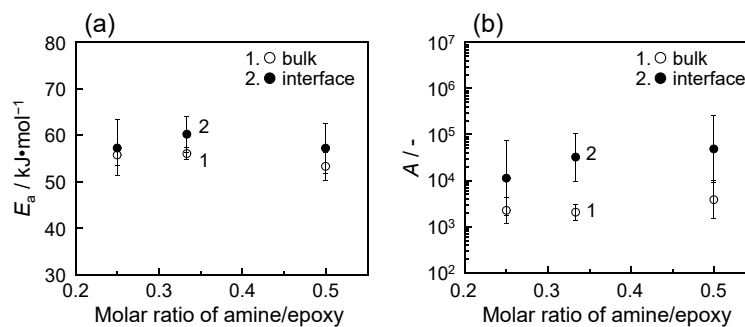 (a)
80
70
60
50
40
30
Eₐ / kJ•mol⁻¹
1. ○ bulk
2. ● interface
2
1
0.2 0.3 0.4 0.5
Molar ratio of amine/epoxy
(b)
10⁷
10⁶
10⁵
10⁴
10³
10²
A / -
1. ○ bulk
2. ● interface
2
1
0.2 0.3 0.4 0.5
Molar ratio of amine/epoxy